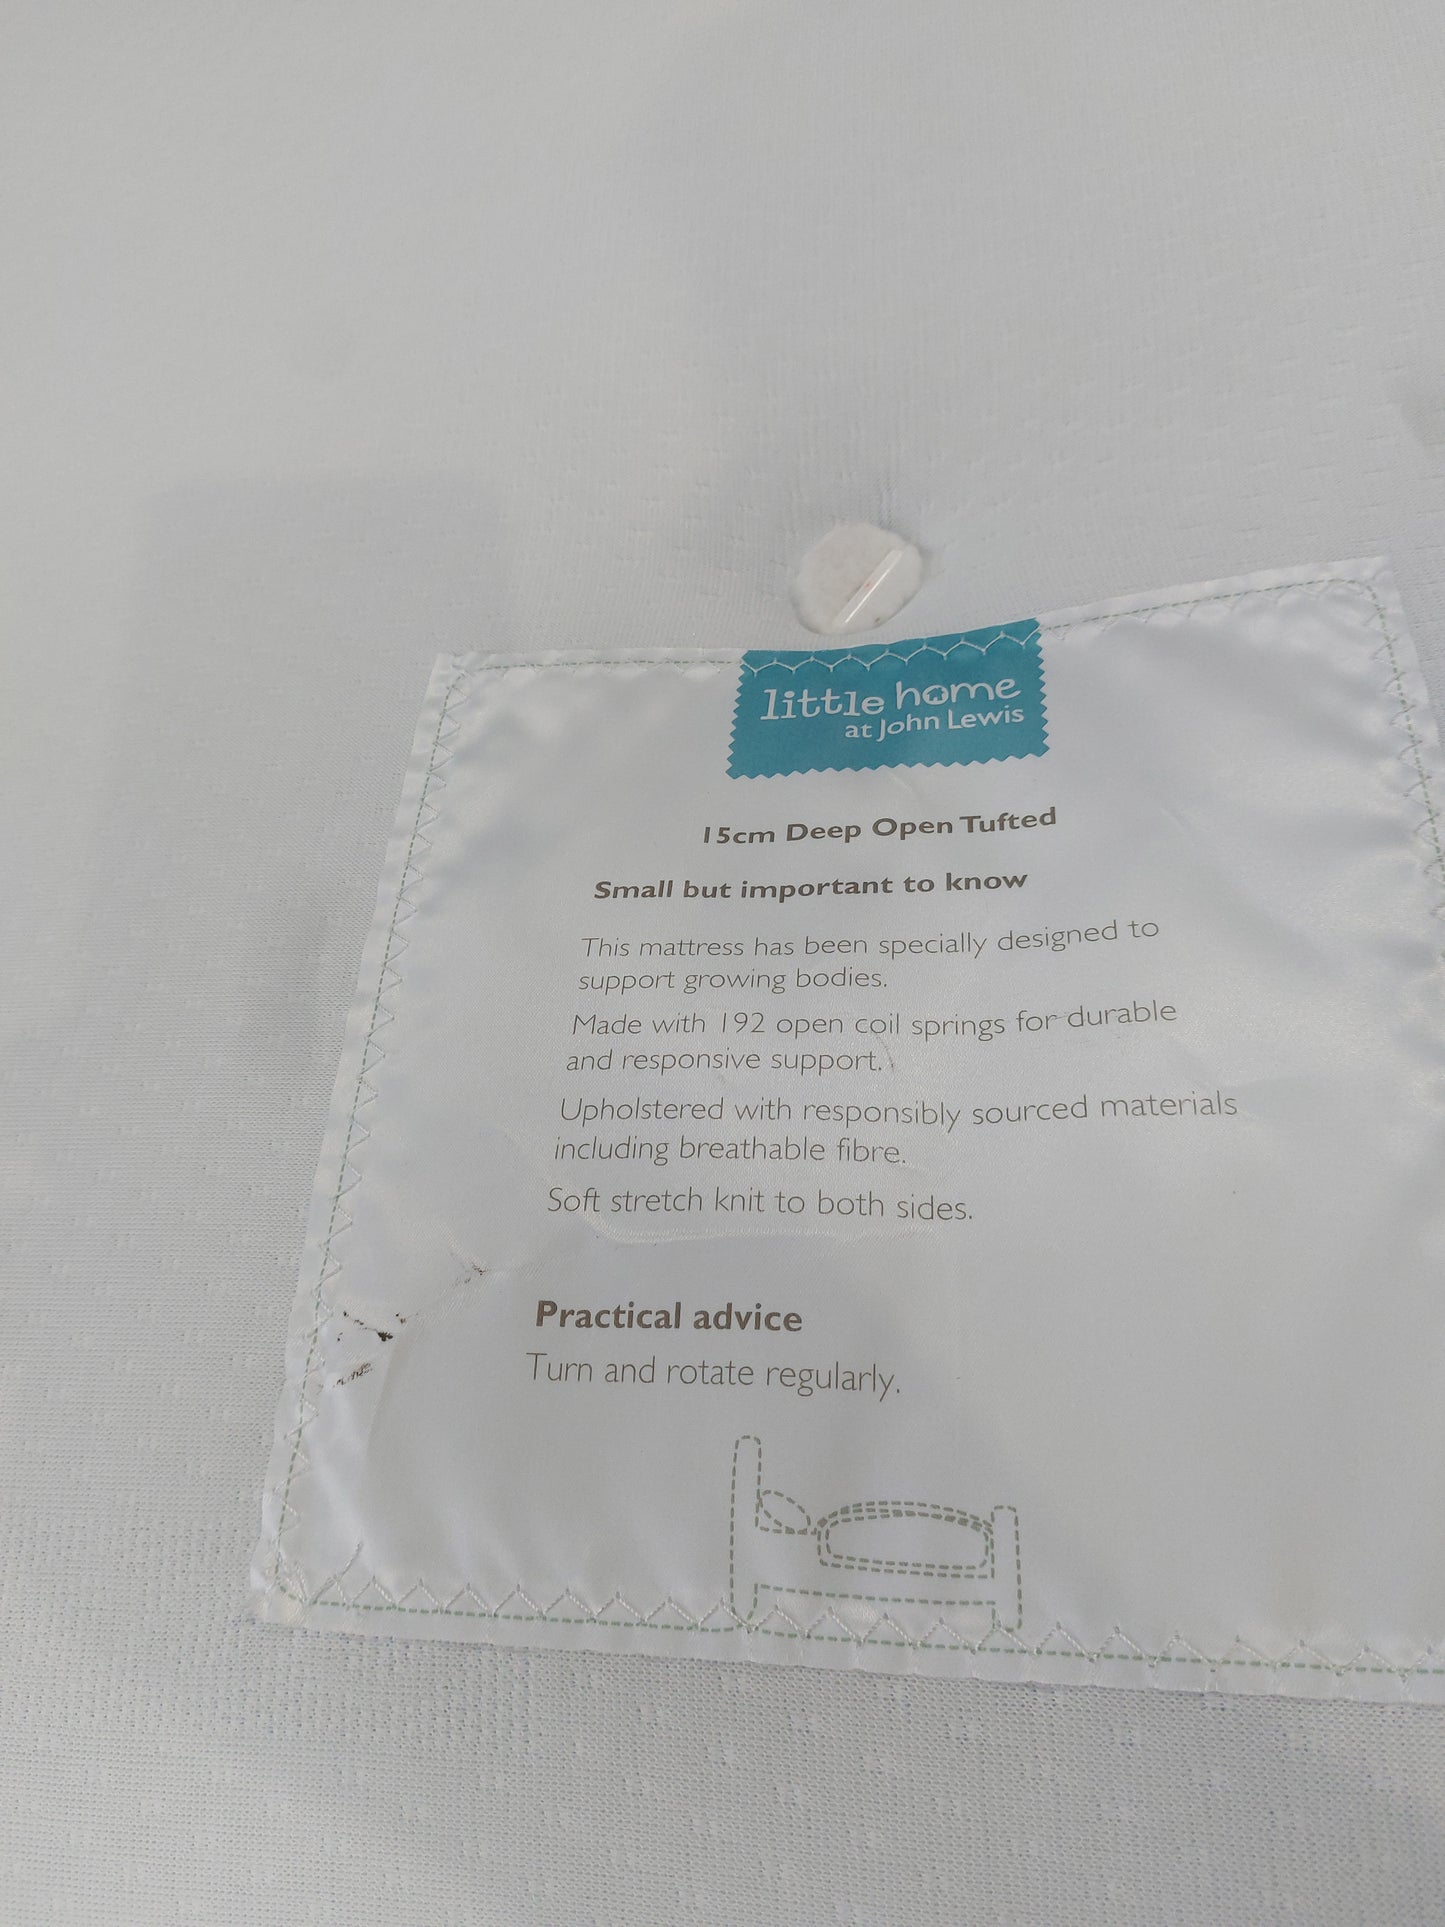 little home
at John Lewis
15cm Deep Open Tufted
Small but important to know
This mattress has been specially designed to
support growing bodies.
Made with 192 open coil springs for durable
and responsive support.
Upholstered with responsibly sourced materials
including breathable fibre.
Soft stretch knit to both sides.
Practical advice
Turn and rotate regularly.